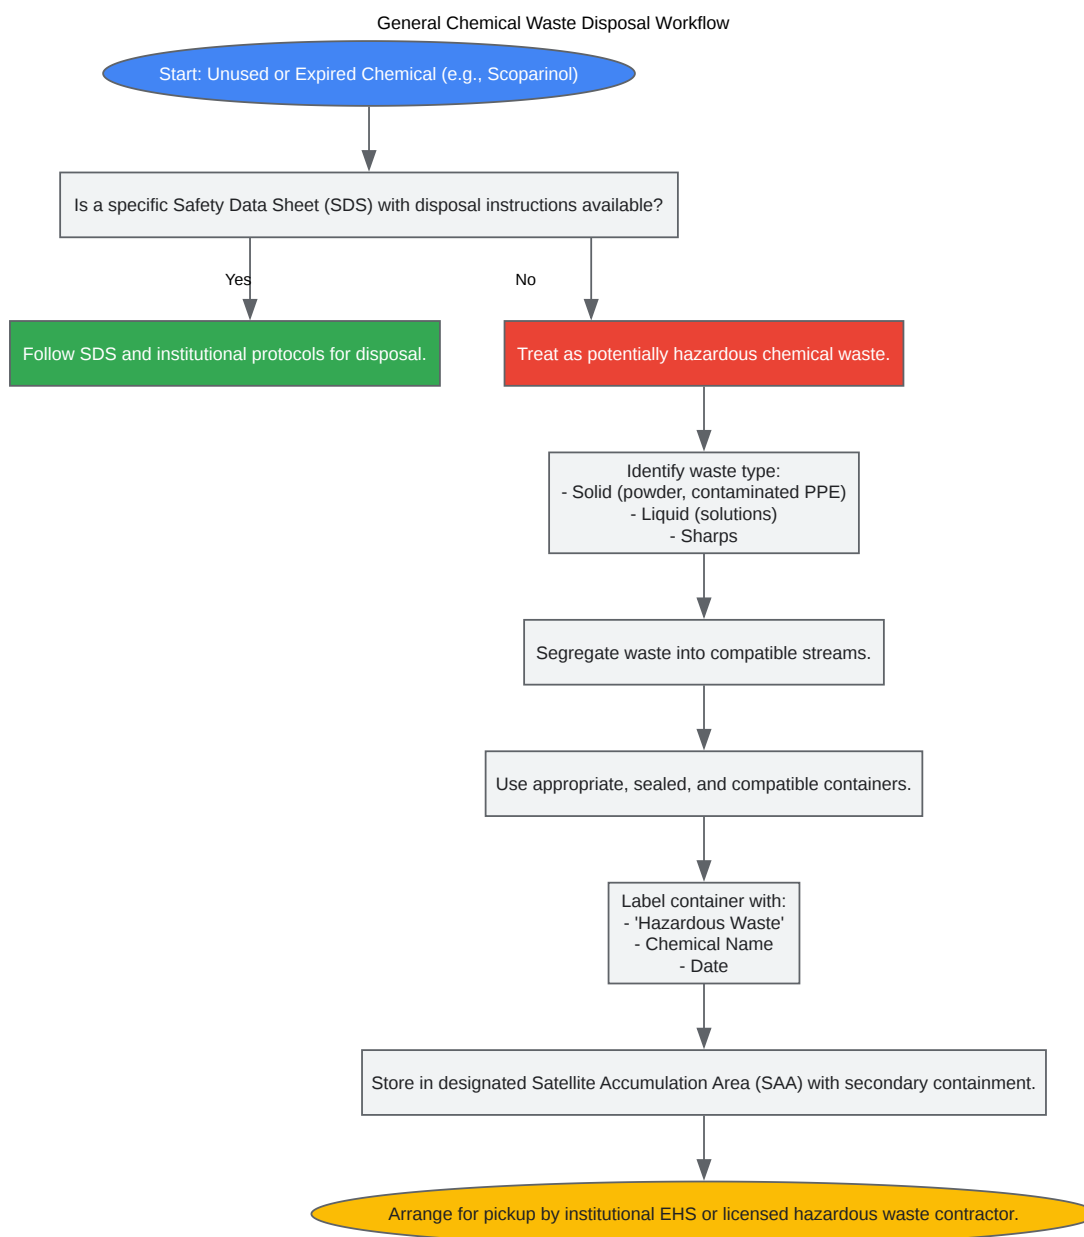 General Chemical Waste Disposal Workflow
Start: Unused or Expired Chemical (e.g., Scoparinol)
Is a specific Safety Data Sheet (SDS) with disposal instructions available?
Yes
No
Follow SDS and institutional protocols for disposal.
Treat as potentially hazardous chemical waste.
Identify waste type:
- Solid (powder, contaminated PPE)
- Liquid (solutions)
- Sharps
Segregate waste into compatible streams.
Use appropriate, sealed, and compatible containers.
Label container with:
- 'Hazardous Waste'
- Chemical Name
- Date
Store in designated Satellite Accumulation Area (SAA) with secondary containment.
Arrange for pickup by institutional EHS or licensed hazardous waste contractor.